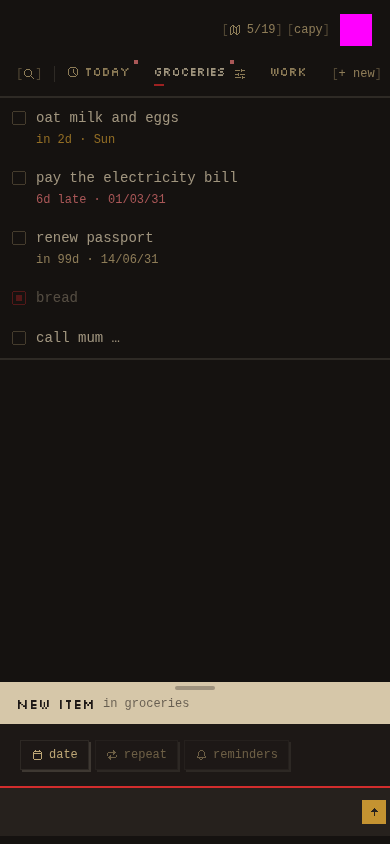 [5/19] [copy]
TODAY GROCERIES WORK [+ new]
oat milk and eggs
in 2d · Sun
pay the electricity bill
6d late · 01/03/31
renew passport
in 99d · 14/06/31
bread
call mum …
NEW ITEM in groceries
date repeat reminders